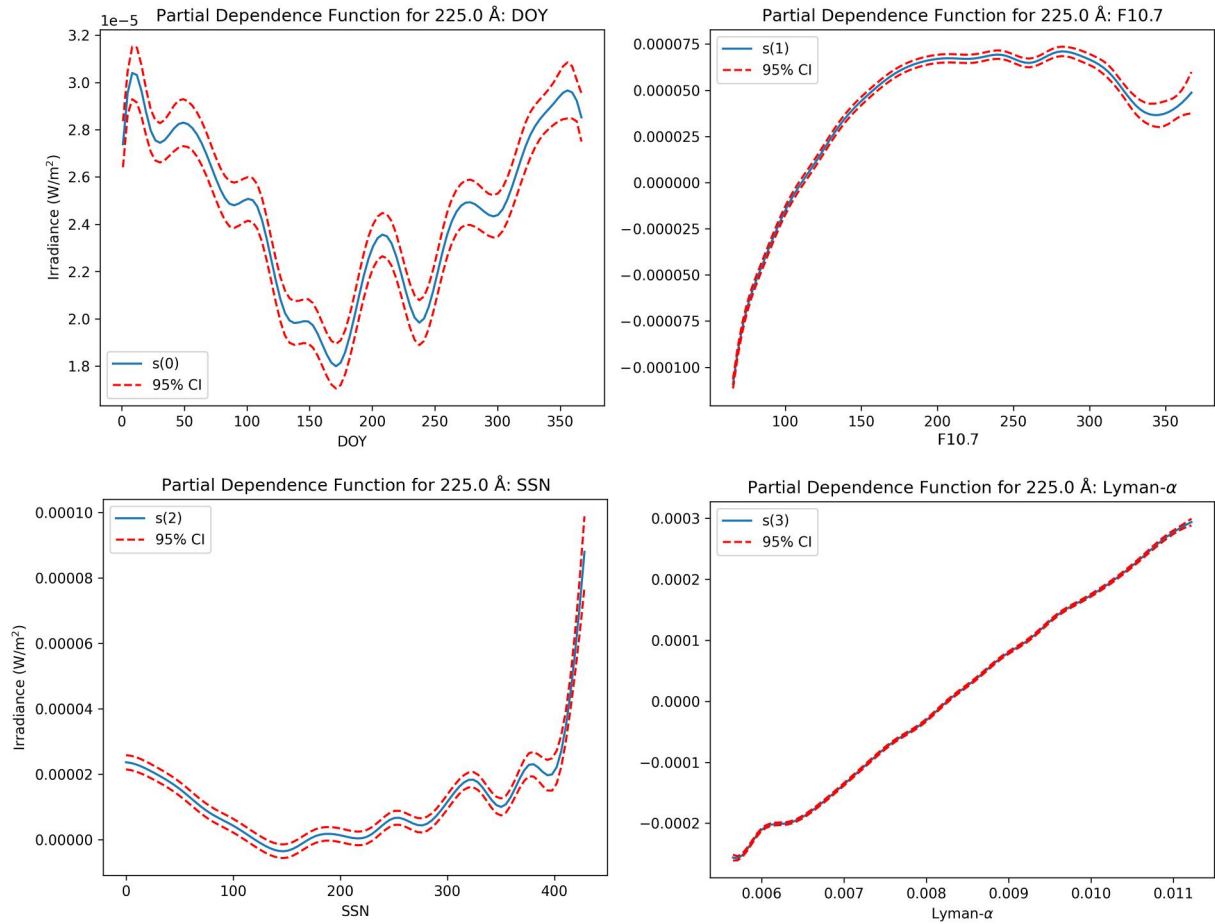 Partial Dependence Function for 225.0 Å: DOY
1e−5
3.2
3.0
2.8
2.6
2.4
2.2
2.0
1.8
Irradiance (W/m²)
s(0)
95% CI
0 50 100 150 200 250 300 350
DOY
Partial Dependence Function for 225.0 Å: F10.7
s(1)
95% CI
0.000075
0.000050
0.000025
0.000000
−0.000025
−0.000050
−0.000075
−0.000100
100 150 200 250 300 350
F10.7
Partial Dependence Function for 225.0 Å: SSN
s(2)
95% CI
0.00010
0.00008
0.00006
0.00004
0.00002
0.00000
Irradiance (W/m²)
0 100 200 300 400
SSN
Partial Dependence Function for 225.0 Å: Lyman-α
s(3)
95% CI
0.0003
0.0002
0.0001
0.0000
−0.0001
−0.0002
0.006 0.007 0.008 0.009 0.010 0.011
Lyman-α